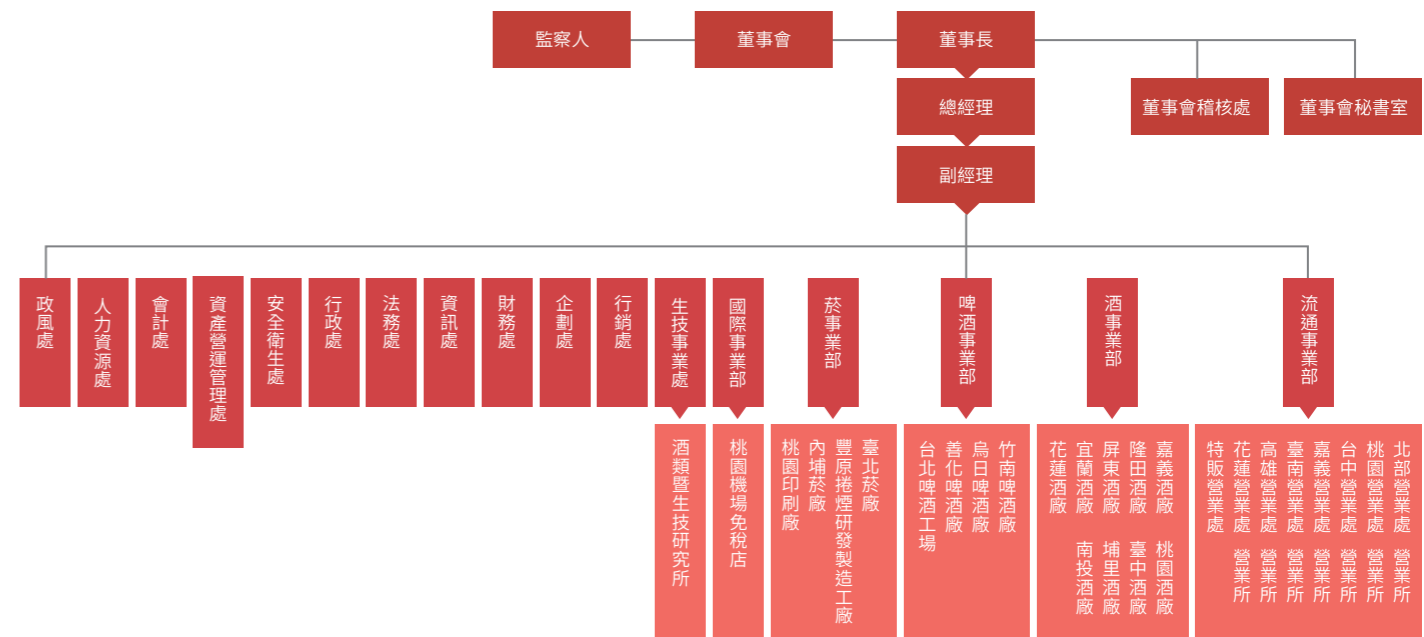 監察人
董事會
董事長
董事會稽核處
董事會秘書室
總經理
副經理
政風處
人力資源處
會計處
資產營運管理處
安全衛生處
行政處
法務處
資訊處
財務處
企劃處
行銷處
生技事業處
國際事業部
菸事業部
啤酒事業部
酒事業部
流通事業部
酒類暨生技研究所
桃園機場免稅店
臺北菸廠
豐原捲煙研發製造工廠
內埔菸廠
桃園印刷廠
竹南啤酒廠
烏日啤酒廠
善化啤酒廠
台北啤酒工場
嘉義酒廠 桃園酒廠
隆田酒廠 臺中酒廠
屏東酒廠 埔里酒廠
宜蘭酒廠 南投酒廠
花蓮酒廠
北部營業處 營業所
桃園營業處 營業所
台中營業處 營業所
嘉義營業處 營業所
臺南營業處 營業所
高雄營業處 營業所
花蓮營業處 營業所
特販營業處